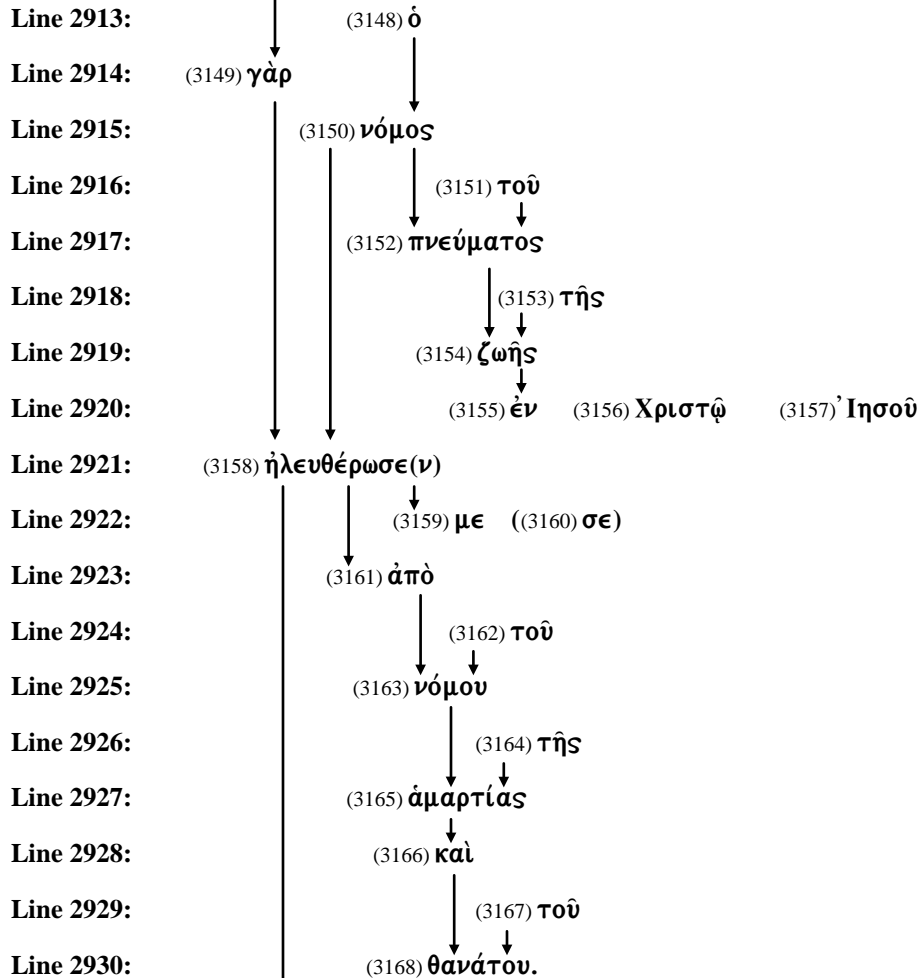 Line 2913: (3148) ὁ
Line 2914: (3149) γὰρ
Line 2915: (3150) νόμος
Line 2916: (3151) τοῦ
Line 2917: (3152) πνεύματος
Line 2918: (3153) τῆς
Line 2919: (3154) ζωῆς
Line 2920: (3155) ἐν (3156) Χριστῷ (3157) Ἰησοῦ
Line 2921: (3158) ἠλευθέρωσε(ν)
Line 2922: (3159) με ((3160) σε)
Line 2923: (3161) ἀπὸ
Line 2924: (3162) τοῦ
Line 2925: (3163) νόμου
Line 2926: (3164) τῆς
Line 2927: (3165) ἁμαρτίας
Line 2928: (3166) καὶ
Line 2929: (3167) τοῦ
Line 2930: (3168) θανάτου.